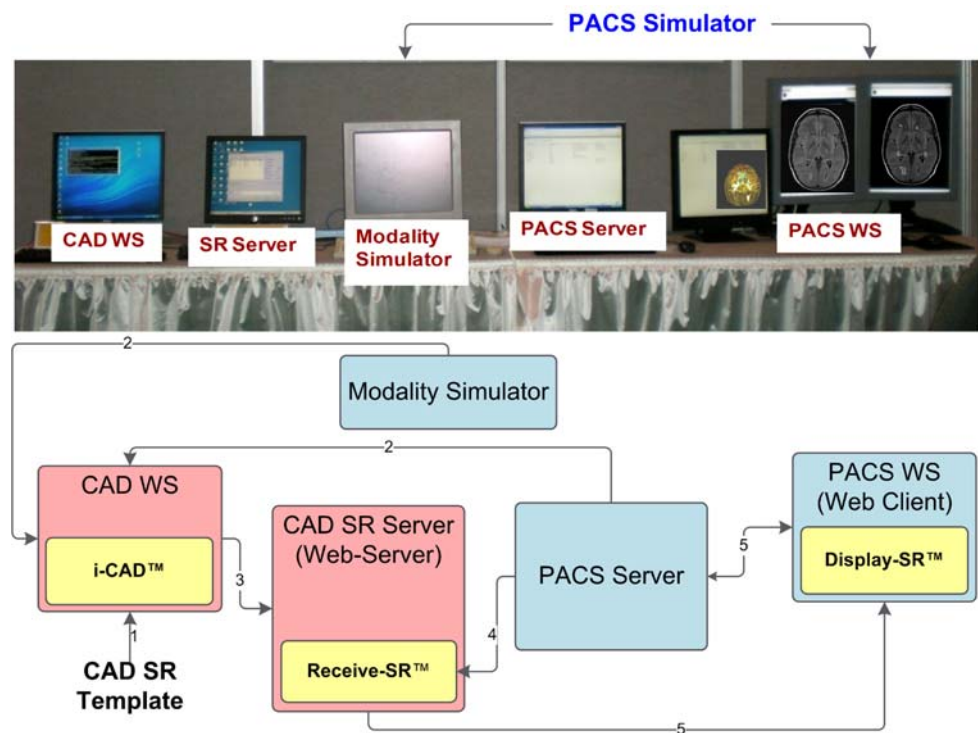 PACS Simulator
CAD WS
SR Server
Modality
Simulator
PACS Server
PACS WS
2
Modality Simulator
2
CAD WS
i-CAD™
1
CAD SR
Template
3
CAD SR Server
(Web-Server)
Receive-SR™
4
PACS Server
5
PACS WS
(Web Client)
Display-SR™
5